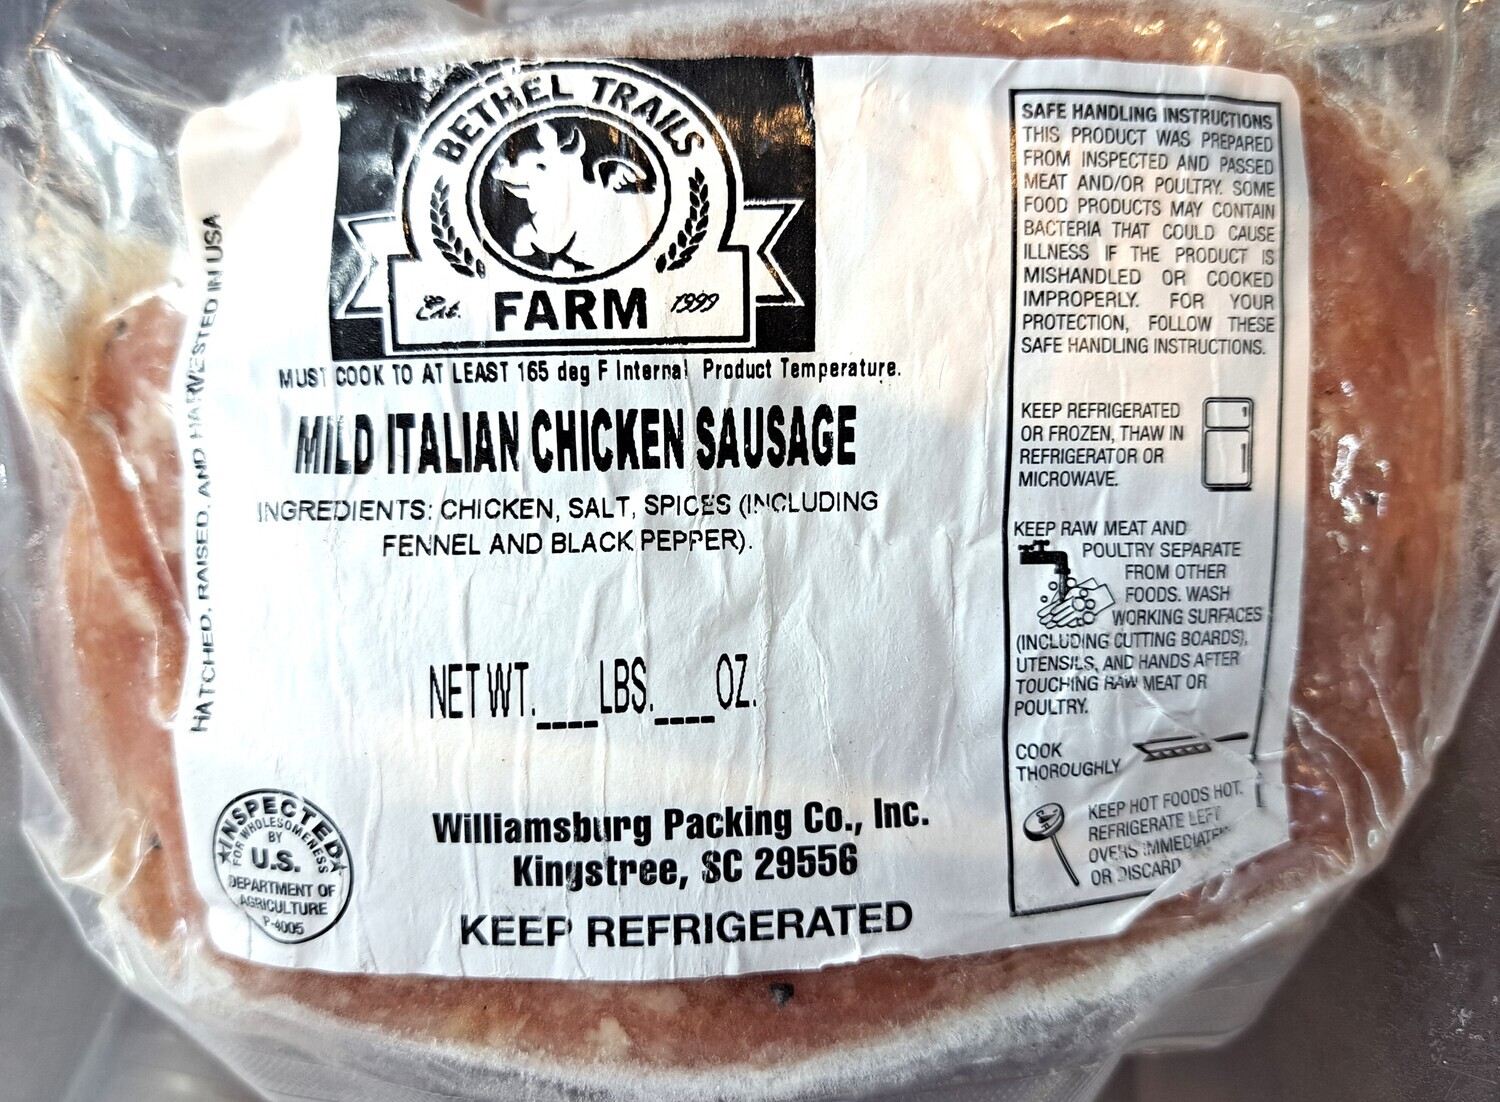 BETHEL TRAILS
Est. FARM 1999
MUST COOK TO AT LEAST 165 deg F Internal Product Temperature.
MILD ITALIAN CHICKEN SAUSAGE
INGREDIENTS: CHICKEN, SALT, SPICES (INCLUDING
FENNEL AND BLACK PEPPER).
NET WT.____LBS.____OZ.
Williamsburg Packing Co., Inc.
Kingstree, SC 29556
KEEP REFRIGERATED
HATCHED, RAISED, AND HARVESTED IN USA
INSPECTED
FOR WHOLESOMENESS
BY
U.S.
DEPARTMENT OF
AGRICULTURE
P-4005
SAFE HANDLING INSTRUCTIONS
THIS PRODUCT WAS PREPARED
FROM INSPECTED AND PASSED
MEAT AND/OR POULTRY. SOME
FOOD PRODUCTS MAY CONTAIN
BACTERIA THAT COULD CAUSE
ILLNESS IF THE PRODUCT IS
MISHANDLED OR COOKED
IMPROPERLY. FOR YOUR
PROTECTION, FOLLOW THESE
SAFE HANDLING INSTRUCTIONS.
KEEP REFRIGERATED
OR FROZEN, THAW IN
REFRIGERATOR OR
MICROWAVE.
KEEP RAW MEAT AND
POULTRY SEPARATE
FROM OTHER
FOODS. WASH
WORKING SURFACES
(INCLUDING CUTTING BOARDS),
UTENSILS, AND HANDS AFTER
TOUCHING RAW MEAT OR
POULTRY.
COOK
THOROUGHLY
KEEP HOT FOODS HOT.
REFRIGERATE LEFT
OVERS IMMEDIATELY
OR DISCARD